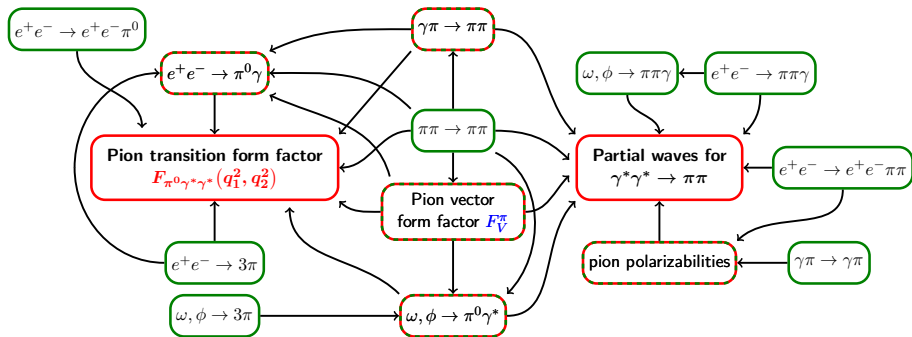 e⁺e⁻ → e⁺e⁻π⁰
γπ → ππ
e⁺e⁻ → π⁰γ
ω, ϕ → ππγ
e⁺e⁻ → ππγ
ππ → ππ
Pion transition form factor
F_{π⁰γ*γ*}(q₁², q₂²)
Partial waves for
γ*γ* → ππ
e⁺e⁻ → e⁺e⁻ππ
Pion vector
form factor F_V^π
e⁺e⁻ → 3π
pion polarizabilities
γπ → γπ
ω, ϕ → 3π
ω, ϕ → π⁰γ*